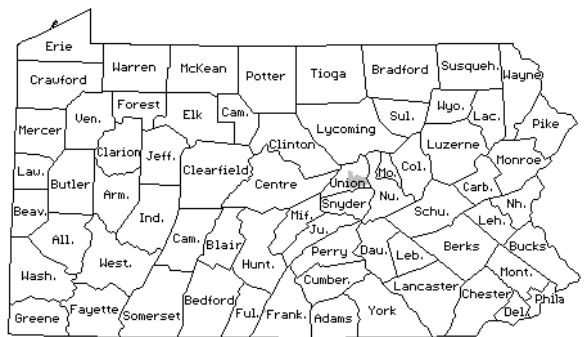 Erie
Crawford
Warren
McKean
Potter
Tioga
Bradford
Susqueh.
Wayne
Mercer
Ven.
Forest
Elk
Cam.
Lycoming
Sul.
Wyo.
Lac.
Pike
Clarion
Jeff.
Clearfield
Clinton
Luzerne
Monroe
Law.
Butler
Centre
Union
Mo.
Col.
Carb.
Arm.
Ind.
Snyder
Nu.
Schu.
Leh.
Nh.
Beav.
All.
West.
Cam.
Blair
Mif.
Ju.
Hunt.
Perry
Dau.
Leb.
Berks
Bucks
Mont.
Wash.
Cumber.
Lancaster
Chester
Del.
Phila
Greene
Fayette
Somerset
Bedford
Ful.
Frank.
Adams
York